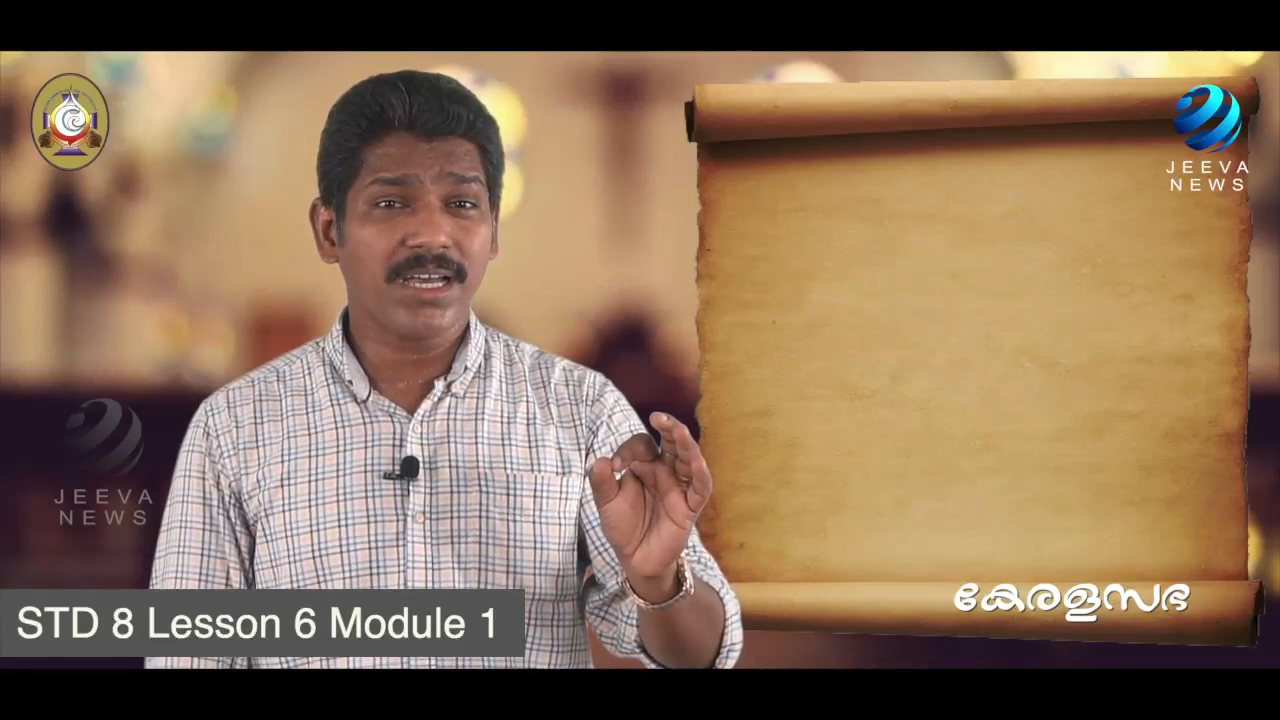 JEEVA
NEWS
JEEVA
NEWS
STD 8 Lesson 6 Module 1
കേരളസഭ